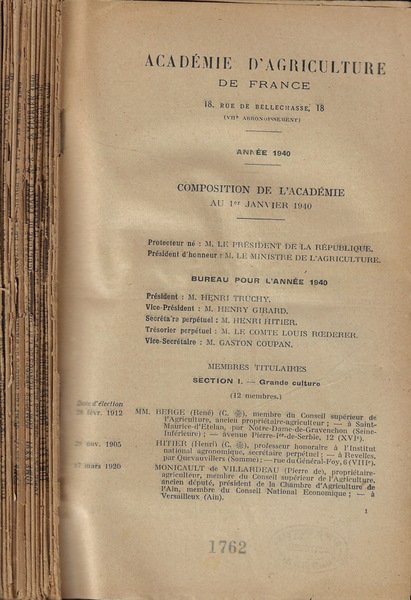 ACADÉMIE D'AGRICULTURE
DE FRANCE
18, RUE DE BELLECHASSE, 18
(VIIe ARRONDISSEMENT)
ANNÉE 1940
COMPOSITION DE L'ACADÉMIE
AU 1er JANVIER 1940
Protecteur né : M. LE PRÉSIDENT DE LA RÉPUBLIQUE.
Président d'honneur : M. LE MINISTRE DE L'AGRICULTURE.
BUREAU POUR L'ANNÉE 1940
Président : M. HENRI TRUCHY.
Vice-Président : M. HENRY GIRARD.
Secrétaire perpétuel : M. HENRI HITIER.
Trésorier perpétuel : M. LE COMTE LOUIS RŒDERER.
Vice-Secrétaire : M. GASTON COUPAN.
MEMBRES TITULAIRES
SECTION I. — Grande culture
(12 membres.)
Date d'élection
28 févr. 1912 MM. BERGE (René) (C. ❀), membre du Conseil supérieur de
l'Agriculture, ancien propriétaire-agriculteur ; — à Saint-
Maurice-d'Etelan, par Notre-Dame-de-Gravenchon (Seine-
Inférieure) ; — avenue Pierre-Ier-de-Serbie, 12 (XVIe).
nov. 1905 HITIER (Henri) (C. ❀), professeur honoraire à l'Institut
national agronomique, secrétaire perpétuel ; — à Revelles,
par Quevauvillers (Somme) ; — rue du Général-Foy, 6 (VIIIe).
mars 1920 MONICAULT de VILLARDEAU (Pierre de), propriétaire-
agriculteur, membre du Conseil supérieur de l'Agriculture,
ancien député, président de la Chambre d'Agriculture de
l'Ain, membre du Conseil National Economique ; — à
Versailleux (Ain).
1
1762